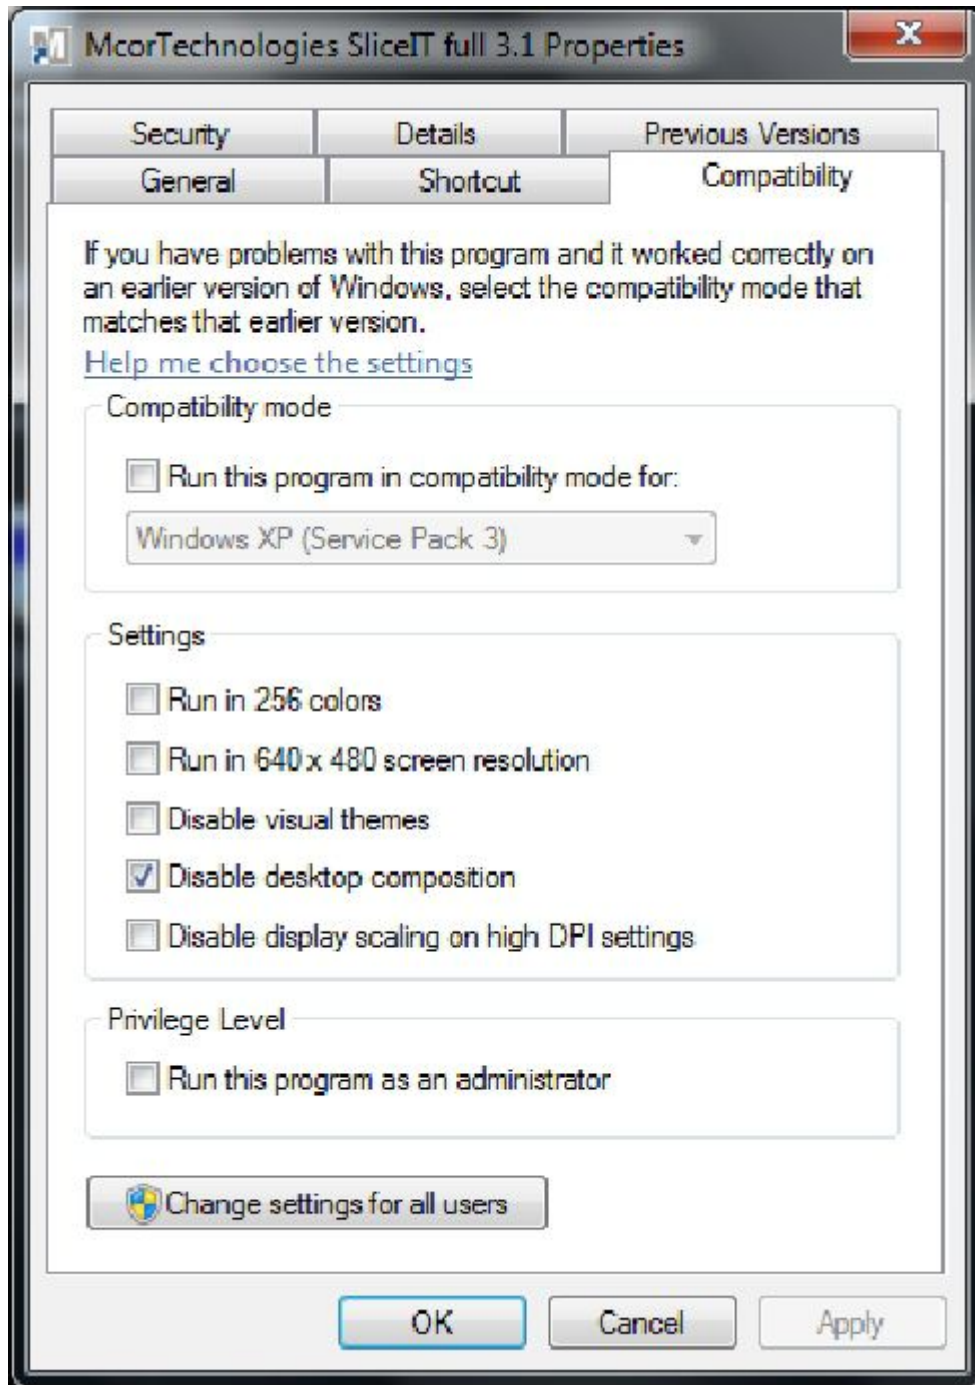 McorTechnologies SliceIT full 3.1 Properties
Security Details Previous Versions
General Shortcut Compatibility
If you have problems with this program and it worked correctly on
an earlier version of Windows, select the compatibility mode that
matches that earlier version.
Help me choose the settings
Compatibility mode
Run this program in compatibility mode for:
Windows XP (Service Pack 3)
Settings
Run in 256 colors
Run in 640 x 480 screen resolution
Disable visual themes
Disable desktop composition
Disable display scaling on high DPI settings
Privilege Level
Run this program as an administrator
Change settings for all users
OK Cancel Apply